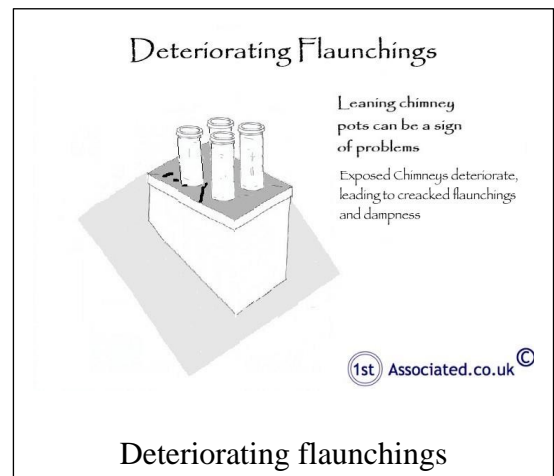 Deteriorating Flaunchings
Leaning chimney
pots can be a sign
of problems
Exposed Chimneys deteriorate,
leading to creacked flaunchings
and dampness
1st Associated.co.uk ©
Deteriorating flaunchings